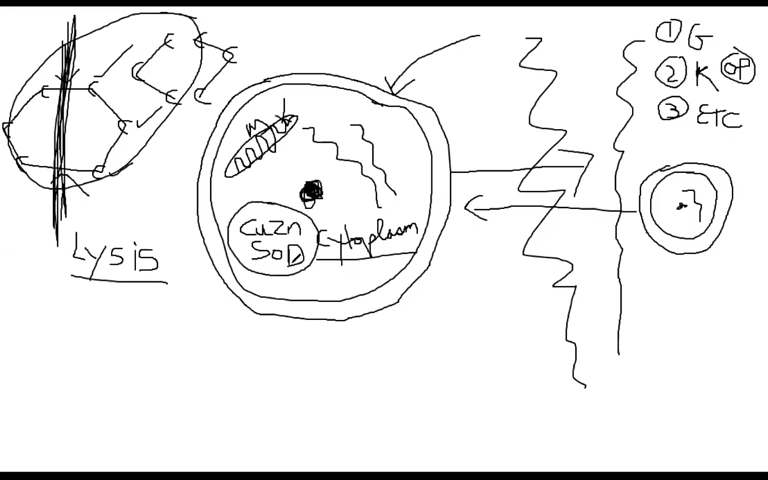 ① G
② K OP
③ ETC
M
CuZn
SOD
Cytoplasm
Lysis